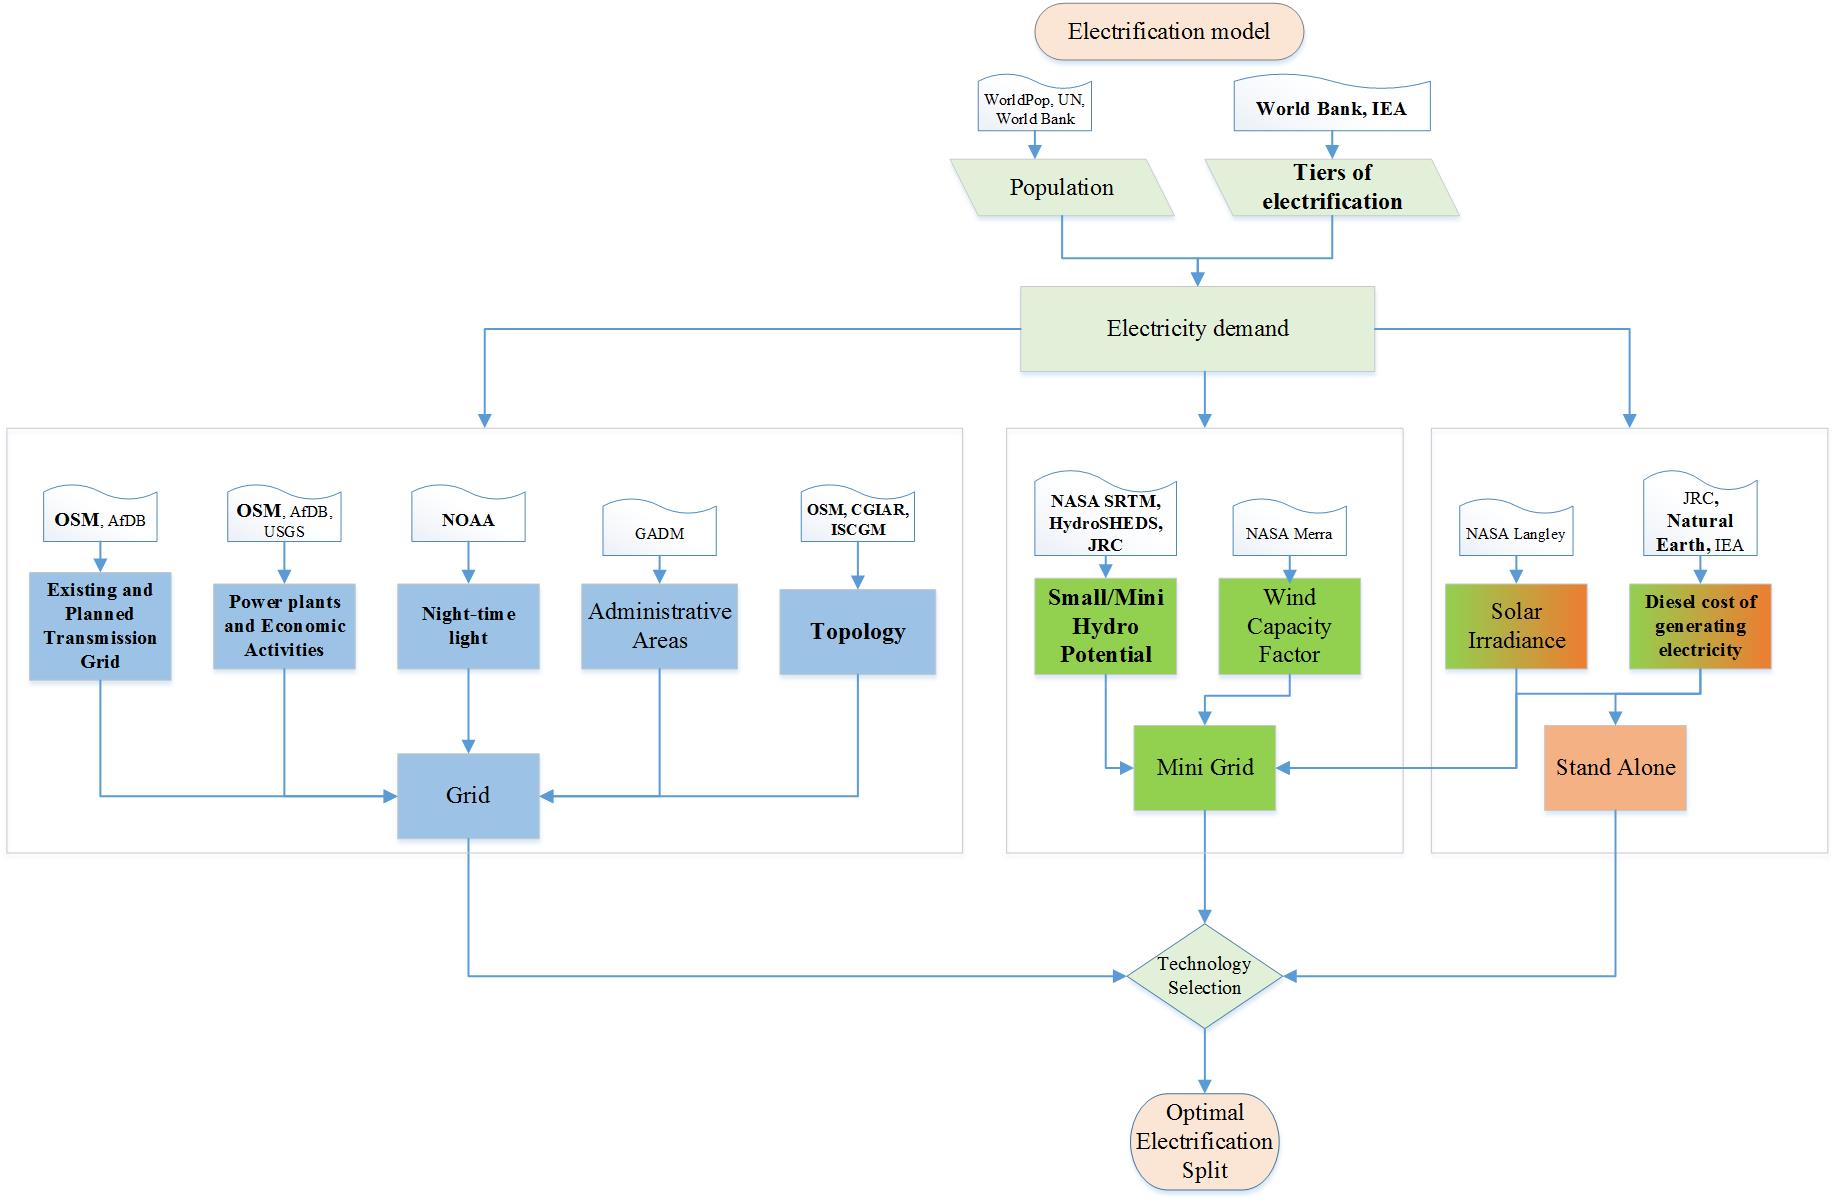 Electrification model
WorldPop, UN,
World Bank
World Bank, IEA
Population
Tiers of
electrification
Electricity demand
OSM, AfDB
OSM, AfDB,
USGS
NOAA
GADM
OSM, CGIAR,
ISCGM
NASA SRTM,
HydroSHEDS,
JRC
NASA Merra
NASA Langley
JRC,
Natural
Earth, IEA
Existing and
Planned
Transmission
Grid
Power plants
and Economic
Activities
Night-time
light
Administrative
Areas
Topology
Small/Mini
Hydro
Potential
Wind
Capacity
Factor
Solar
Irradiance
Diesel cost of
generating
electricity
Grid
Mini Grid
Stand Alone
Technology
Selection
Optimal
Electrification
Split